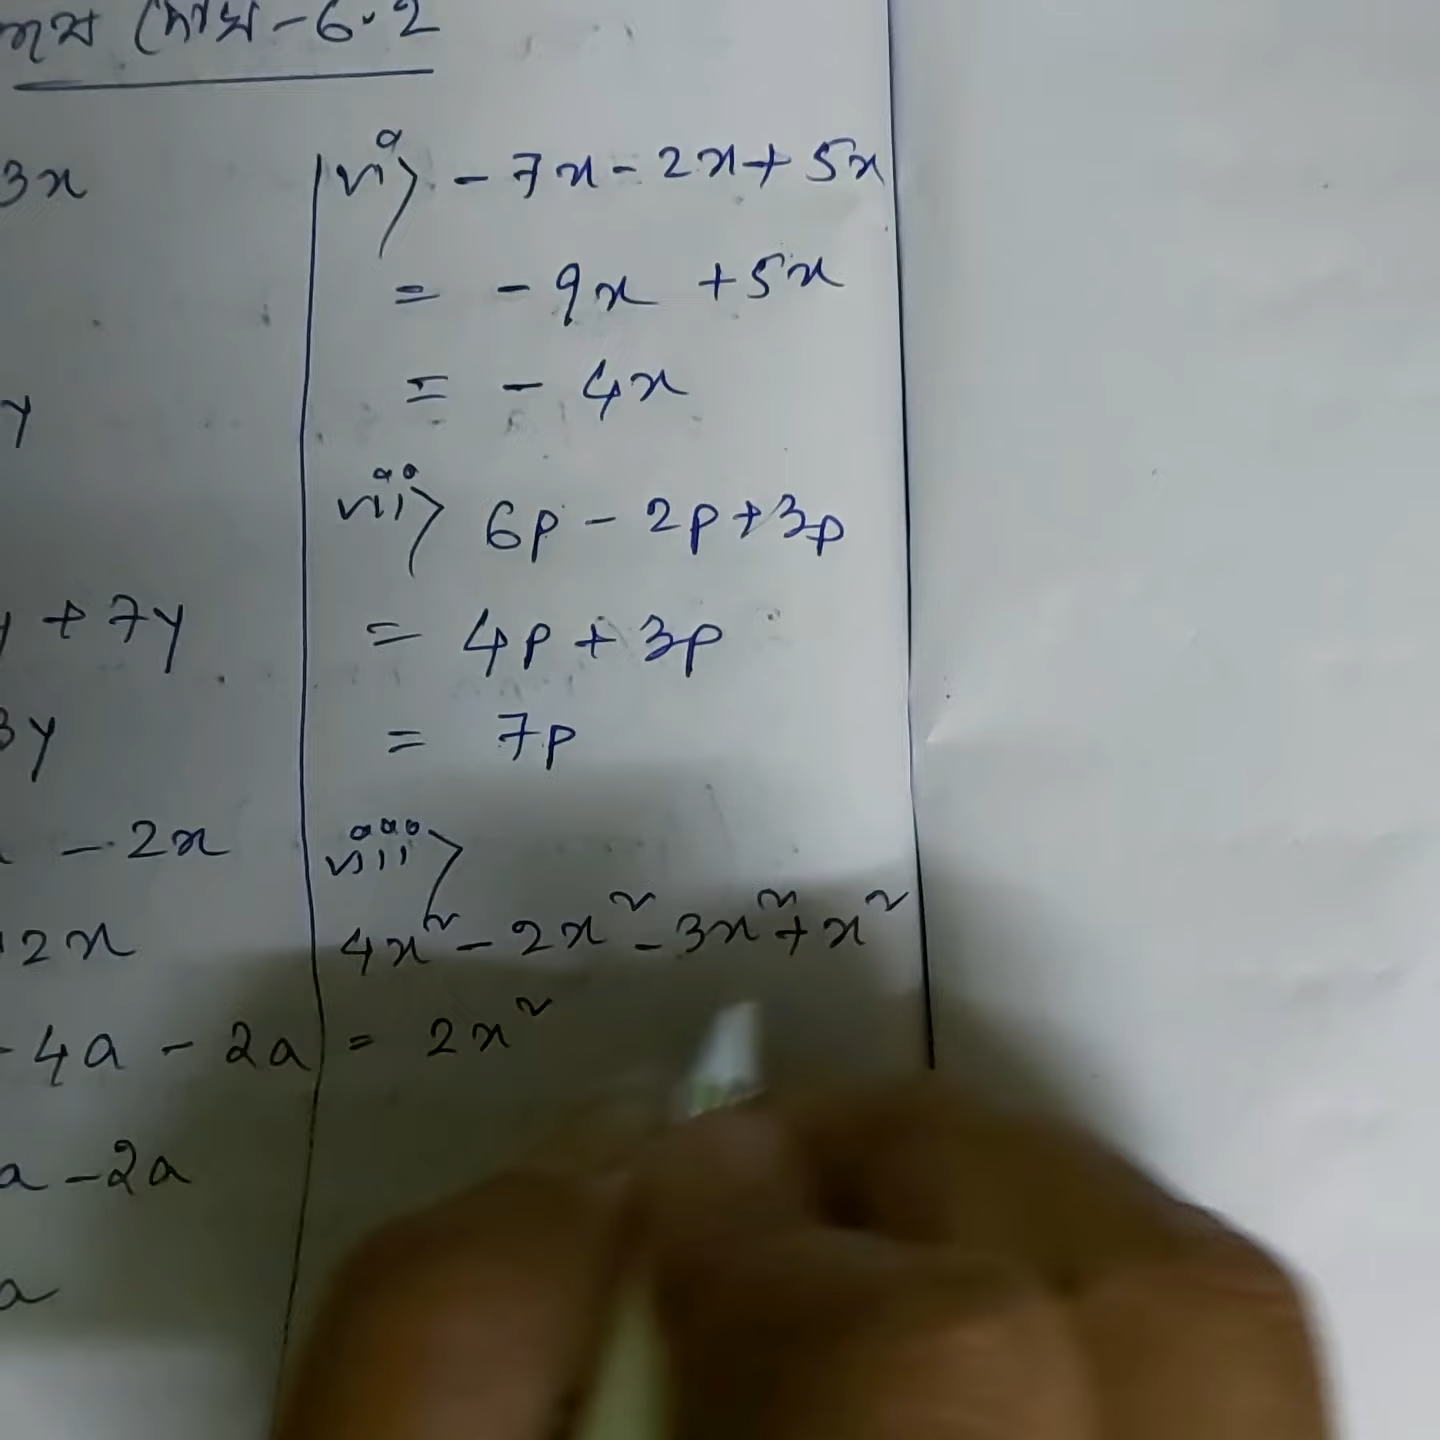 -6.2
3x
y
+ 7y
3y
- 2x
2x
- 4a - 2a
a - 2a
a
vi) - 7x - 2x + 5x
= - 9x + 5x
= - 4x
vii) 6p - 2p + 3p
= 4p + 3p
= 7p
viii)
4x² - 2x² - 3x² + x²
= 2x²